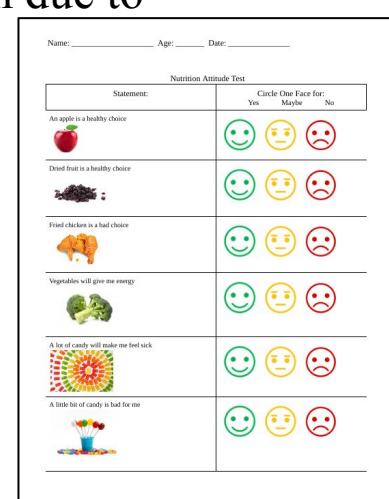 due to
Name: ____________________ Age: _______ Date: _______________
Nutrition Attitude Test
Statement: Circle One Face for:
Yes Maybe No
An apple is a healthy choice
Dried fruit is a healthy choice
Fried chicken is a bad choice
Vegetables will give me energy
A lot of candy will make me feel sick
A little bit of candy is bad for me